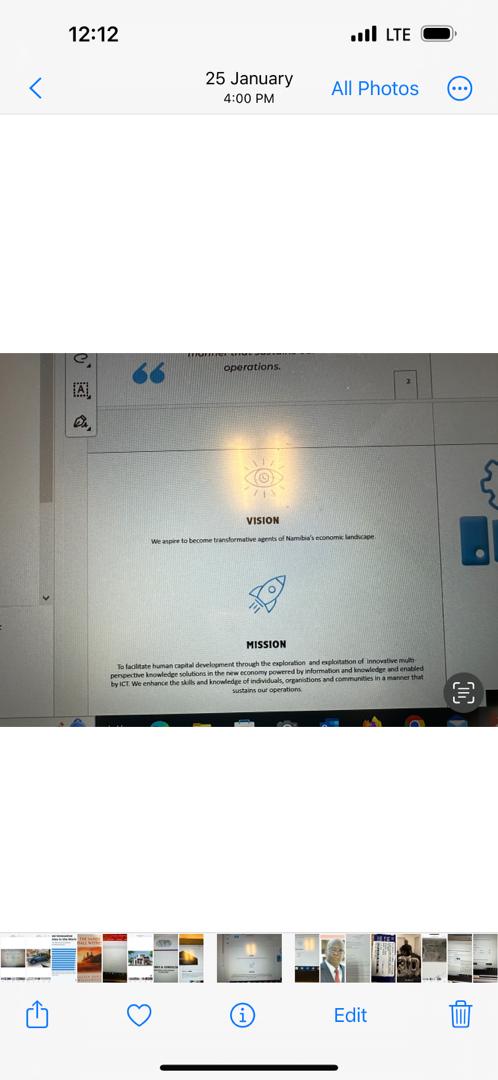 12:12
LTE
25 January
4:00 PM
All Photos
operations.
2
VISION
We aspire to become transformative agents of Namibia's economic landscape.
MISSION
To facilitate human capital development through the exploration and exploitation of innovative multi-
perspective knowledge solutions in the new economy powered by information and knowledge and enabled
by ICT. We enhance the skills and knowledge of individuals, organistions and communities in a manner that
sustains our operations.
Edit